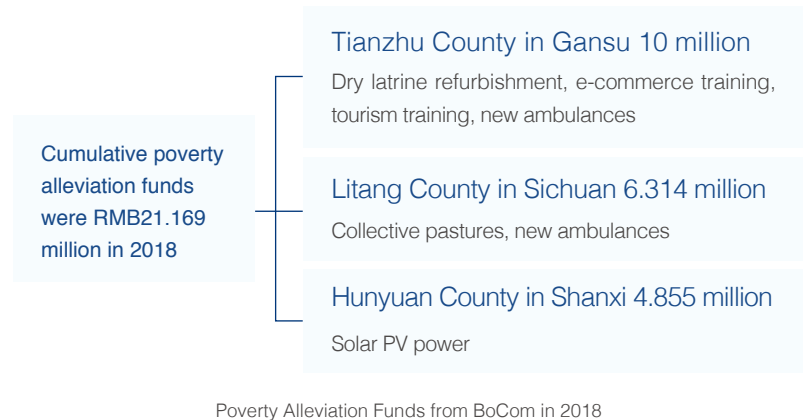 Cumulative poverty
alleviation funds
were RMB21.169
million in 2018
Tianzhu County in Gansu 10 million
Dry latrine refurbishment, e-commerce training,
tourism training, new ambulances
Litang County in Sichuan 6.314 million
Collective pastures, new ambulances
Hunyuan County in Shanxi 4.855 million
Solar PV power
Poverty Alleviation Funds from BoCom in 2018